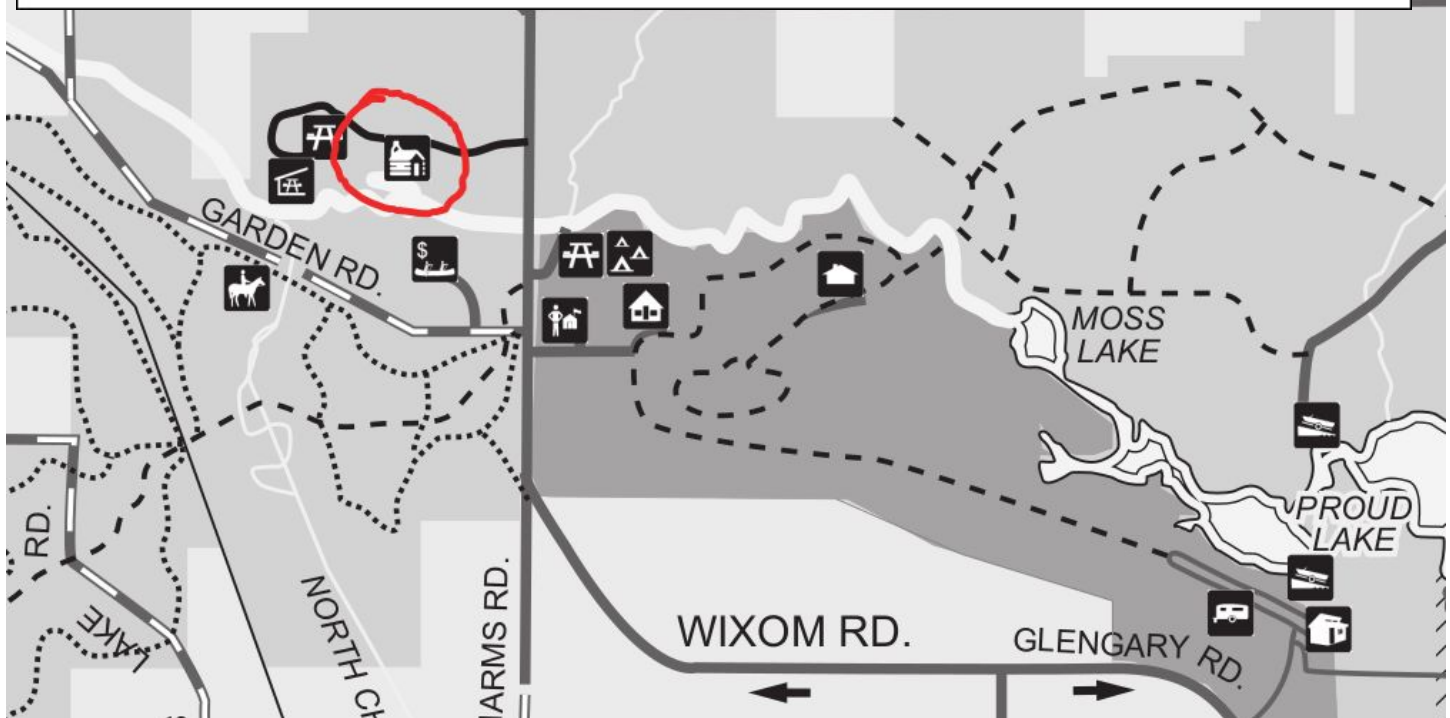 GARDEN RD.
$
MOSS
LAKE
PROUD
LAKE
RD.
LAKE
NORTH CH
HARMS RD.
WIXOM RD.
GLENGARY RD.